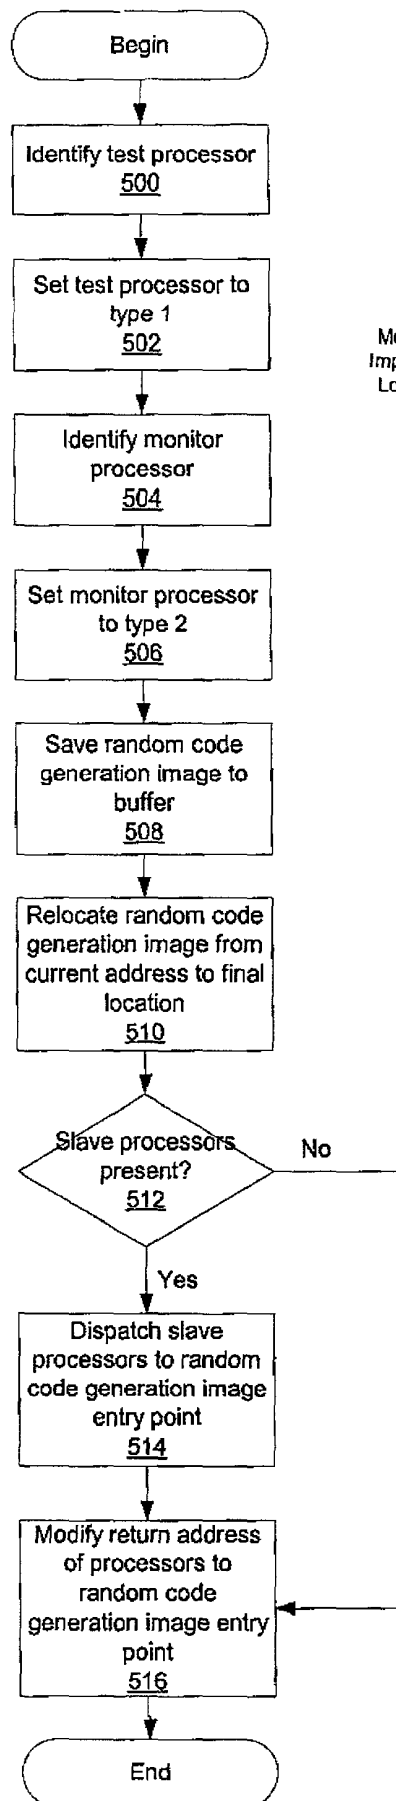 Begin
Identify test processor
500
Set test processor to
type 1
502
Identify monitor
processor
504
Set monitor processor
to type 2
506
Save random code
generation image to
buffer
508
Relocate random code
generation image from
current address to final
location
510
Slave processors
present?
512
No
Yes
Dispatch slave
processors to random
code generation image
entry point
514
Modify return address
of processors to
random code
generation image entry
point
516
End